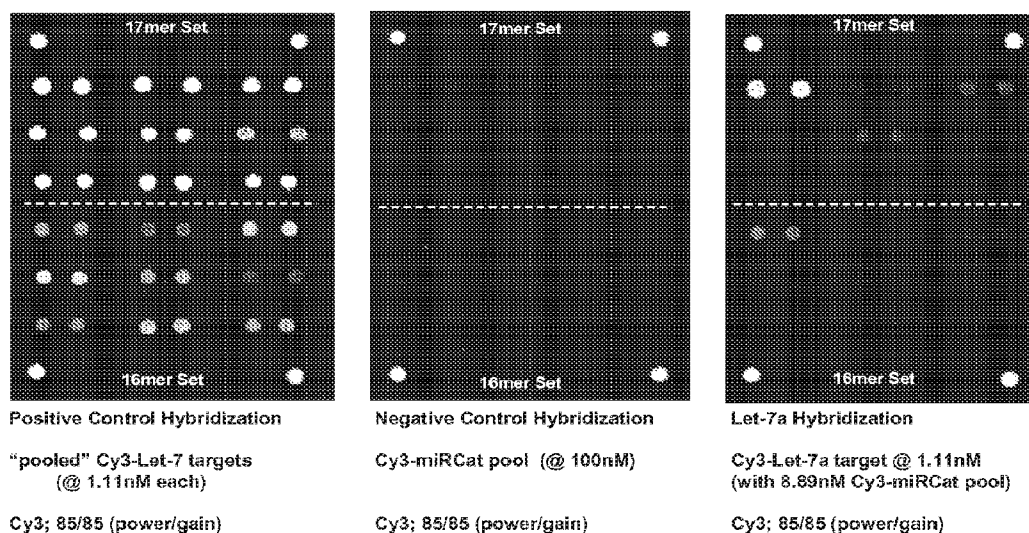 17mer Set
16mer Set
Positive Control Hybridization
"pooled" Cy3-Let-7 targets
(@ 1.11nM each)
Cy3; 85/85 (power/gain)
17mer Set
16mer Set
Negative Control Hybridization
Cy3-miRCat pool (@ 100nM)
Cy3; 85/85 (power/gain)
17mer Set
16mer Set
Let-7a Hybridization
Cy3-Let-7a target @ 1.11nM
(with 8.89nM Cy3-miRCat pool)
Cy3; 85/85 (power/gain)